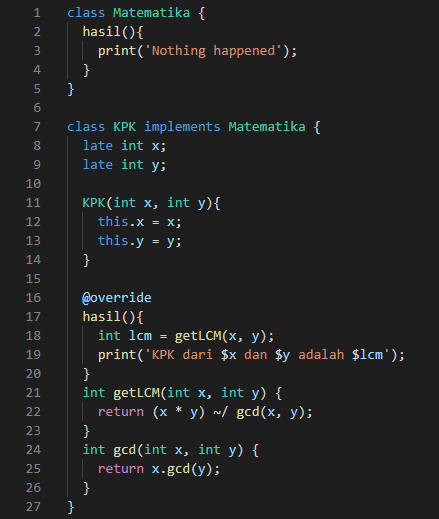 1 class Matematika {
2   hasil(){
3     print('Nothing happened');
4   }
5 }
6
7 class KPK implements Matematika {
8   late int x;
9   late int y;
10
11   KPK(int x, int y){
12     this.x = x;
13     this.y = y;
14   }
15
16   @override
17   hasil(){
18     int lcm = getLCM(x, y);
19     print('KPK dari $x dan $y adalah $lcm');
20   }
21   int getLCM(int x, int y) {
22     return (x * y) ~/ gcd(x, y);
23   }
24   int gcd(int x, int y) {
25     return x.gcd(y);
26   }
27 }